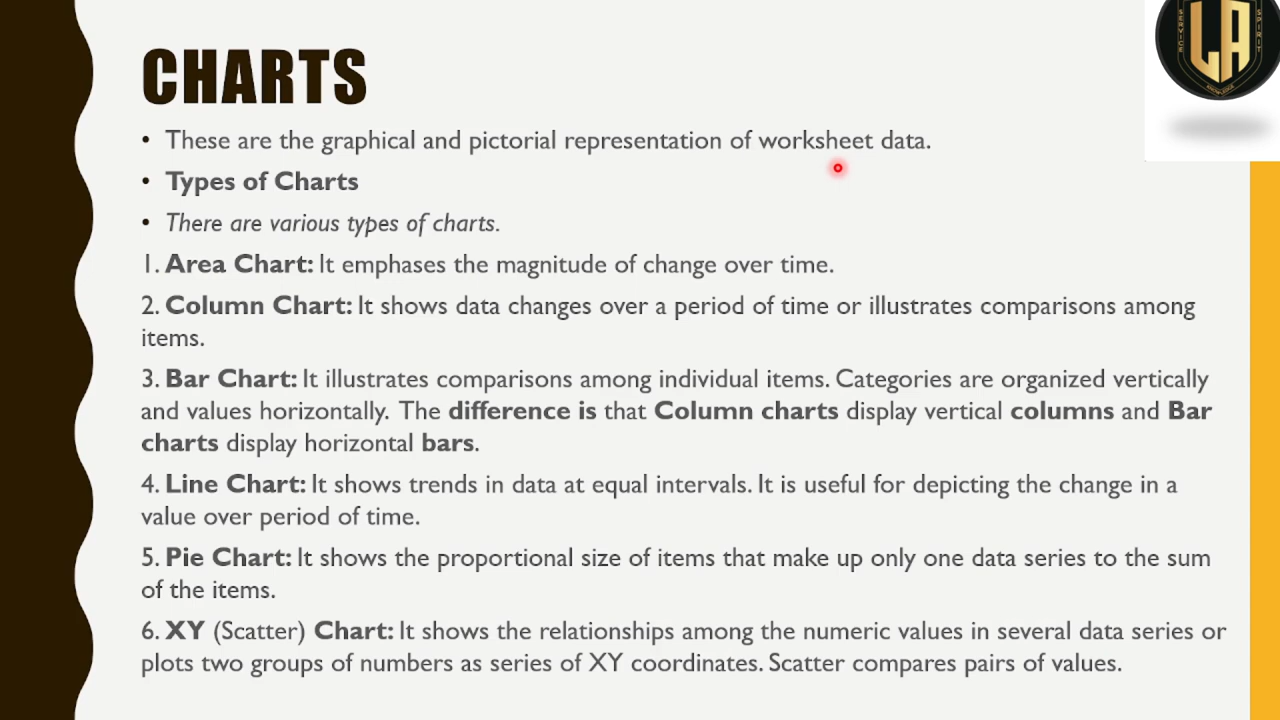 CHARTS
• These are the graphical and pictorial representation of worksheet data.
• Types of Charts
• There are various types of charts.
1. Area Chart: It emphases the magnitude of change over time.
2. Column Chart: It shows data changes over a period of time or illustrates comparisons among
items.
3. Bar Chart: It illustrates comparisons among individual items. Categories are organized vertically
and values horizontally. The difference is that Column charts display vertical columns and Bar
charts display horizontal bars.
4. Line Chart: It shows trends in data at equal intervals. It is useful for depicting the change in a
value over period of time.
5. Pie Chart: It shows the proportional size of items that make up only one data series to the sum
of the items.
6. XY (Scatter) Chart: It shows the relationships among the numeric values in several data series or
plots two groups of numbers as series of XY coordinates. Scatter compares pairs of values.
SERVICE
LA
SPIRIT
KNOWLEDGE